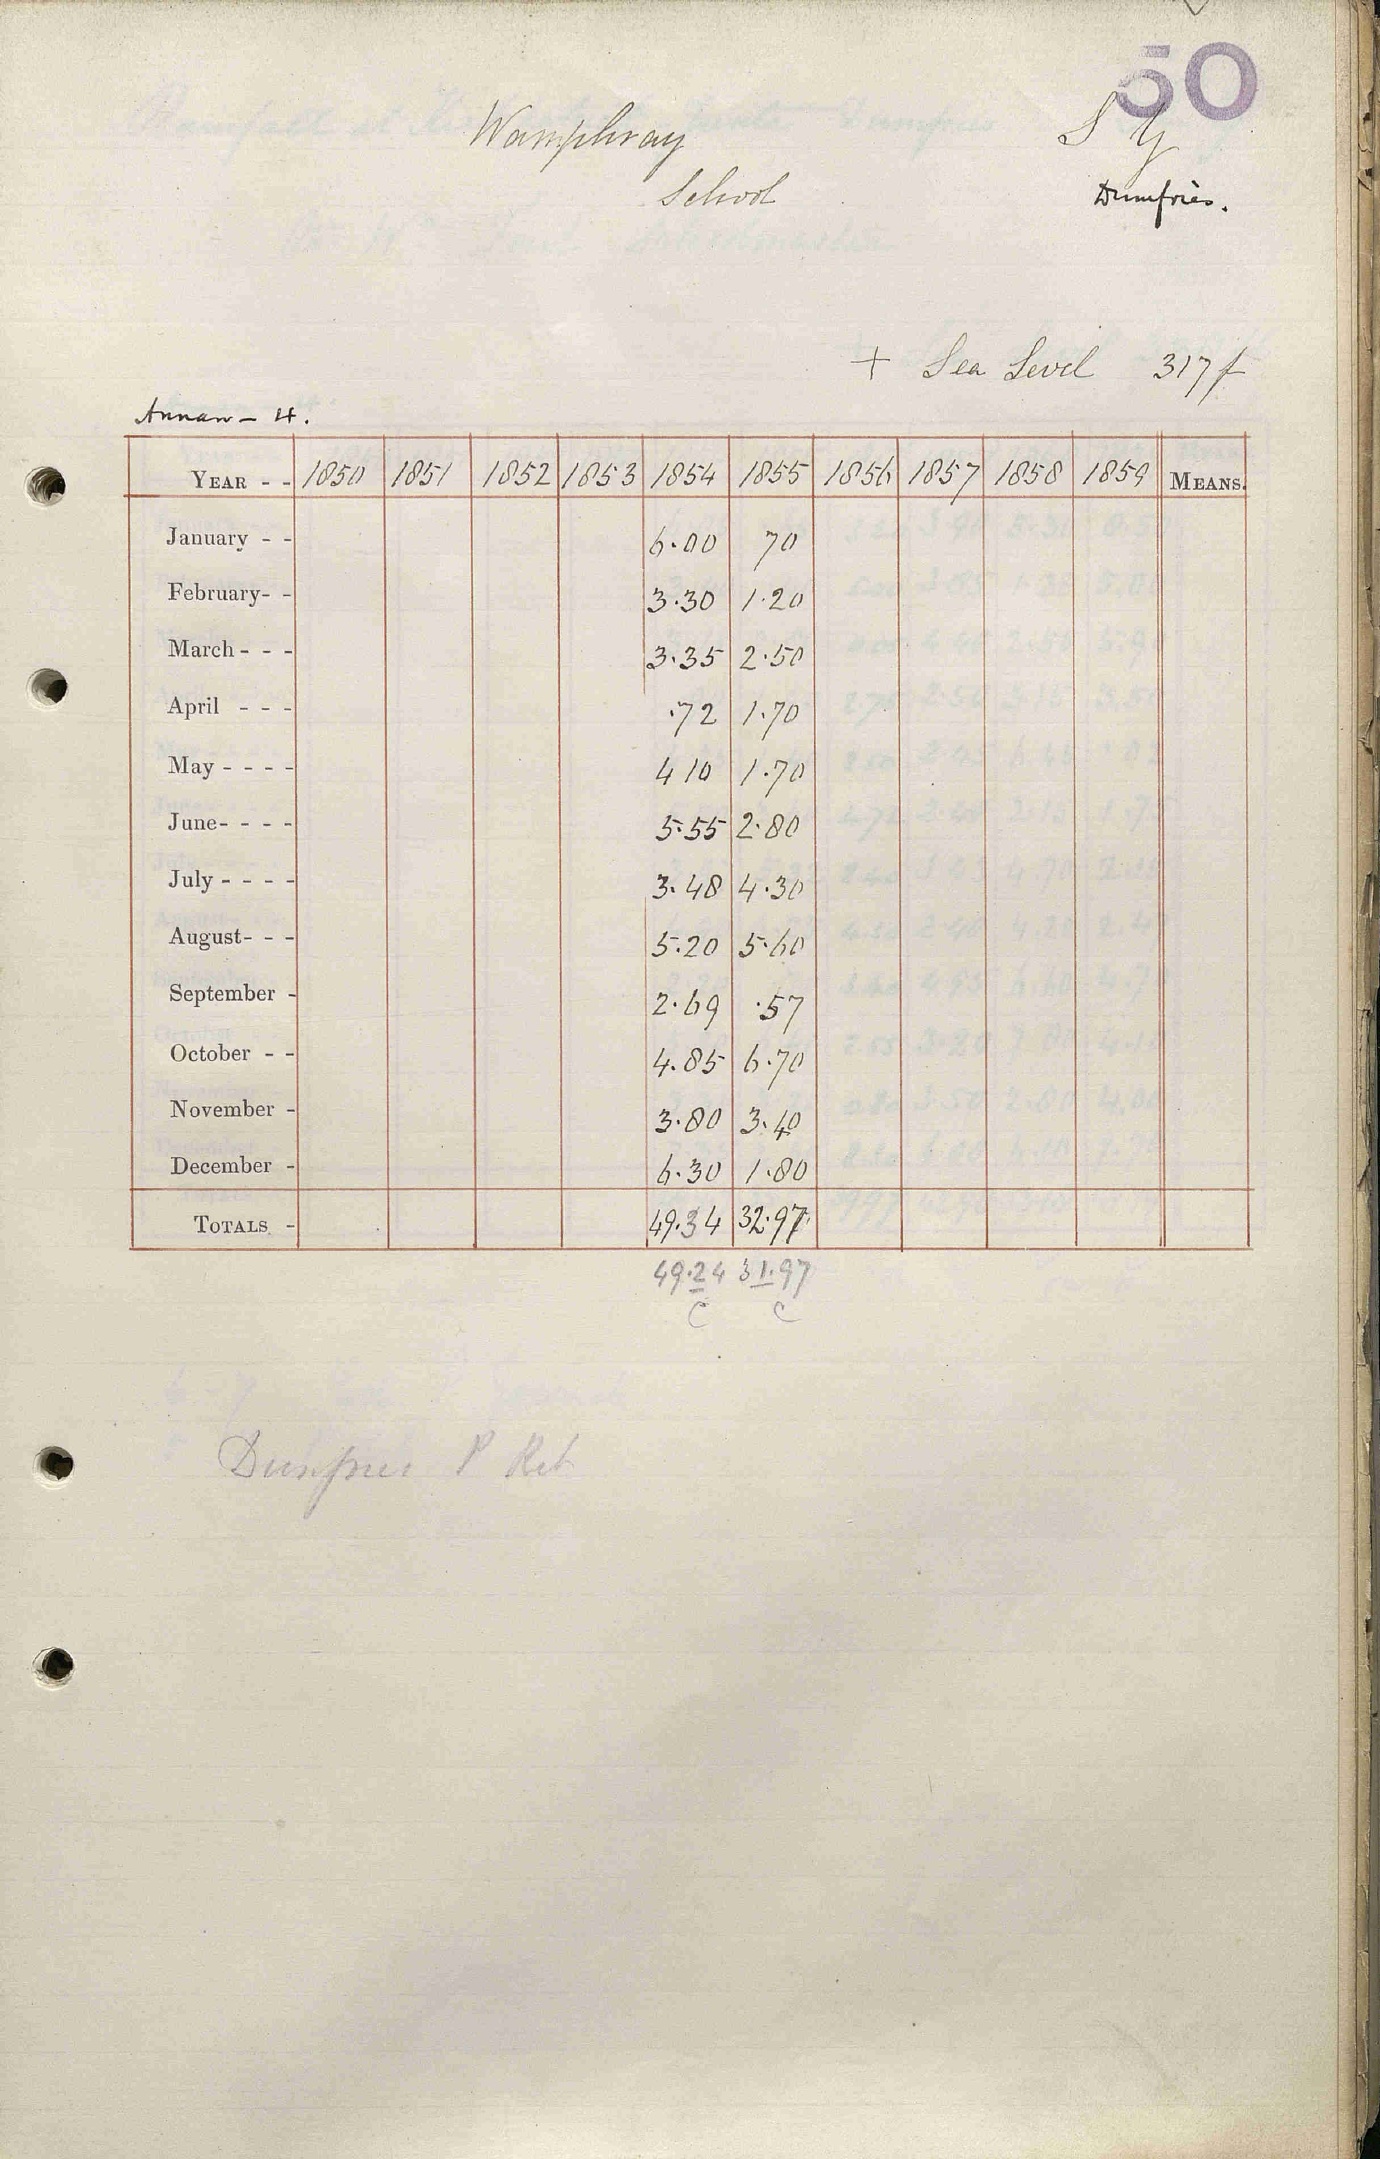 50
Wamphray S
School
Dumfries.
+ Sea Level 317 f
Annan - 4.
YEAR - - 1850 1851 1852 1853 1854 1855 1856 1857 1858 1859 MEANS.
January - - 6.00 70
February- - 3.30 1.20
March - - - 3.35 2.50
April - - - .72 1.70
May - - - - 4 10 1.70
June- - - - 5.55 2.80
July - - - - 3.48 4.30
August- - - 5.20 5.60
September - 2.69 .57
October - - 4.85 6.70
November - 3.80 3.40
December - 6.30 1.80
TOTALS - 49.34 32.97
49.24 31.97
C C
Dumfries P Ret